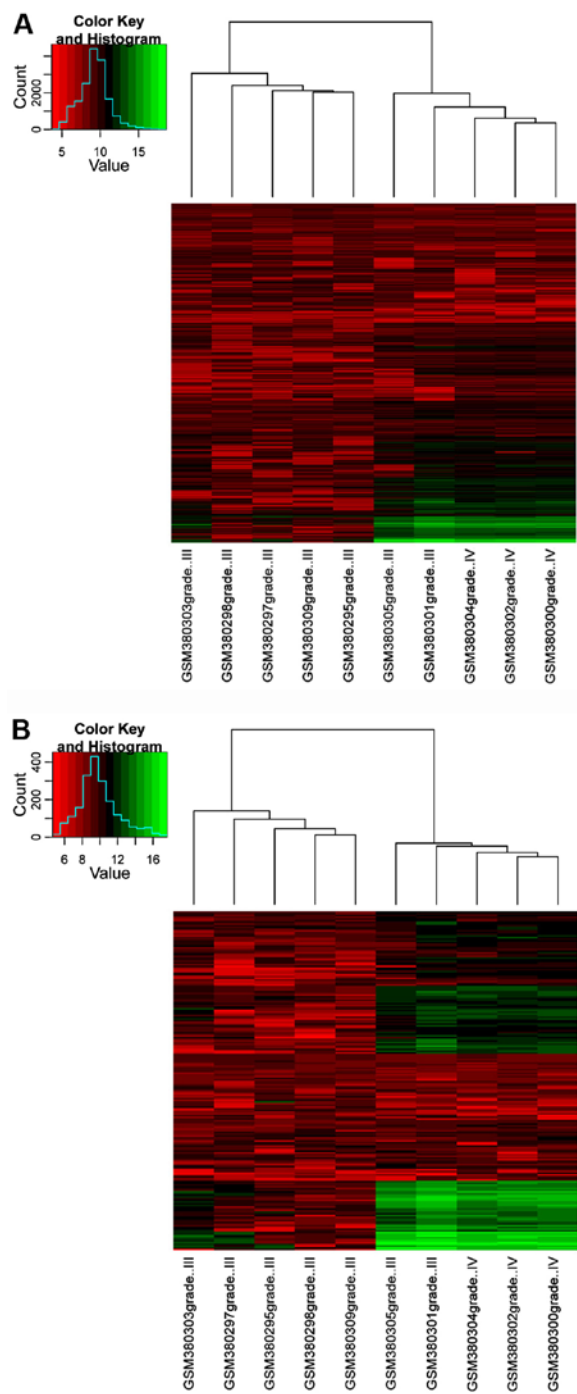 A
Color Key
and Histogram
Count
0 2000
5 10 15
Value
GSM380303grade..III
GSM380298grade..III
GSM380297grade..III
GSM380309grade..III
GSM380295grade..III
GSM380305grade..III
GSM380301grade..III
GSM380304grade..IV
GSM380302grade..IV
GSM380300grade..IV
B
Color Key
and Histogram
Count
0 200 400
6 8 10 12 16
Value
GSM380303grade..III
GSM380297grade..III
GSM380295grade..III
GSM380298grade..III
GSM380309grade..III
GSM380305grade..III
GSM380301grade..III
GSM380304grade..IV
GSM380302grade..IV
GSM380300grade..IV